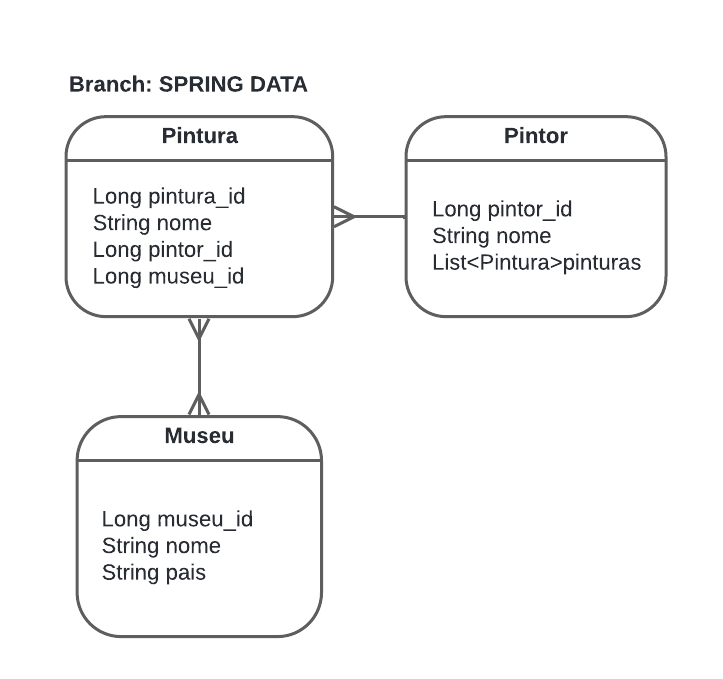 Branch: SPRING DATA
Pintura
Long pintura_id
String nome
Long pintor_id
Long museu_id
Pintor
Long pintor_id
String nome
List<Pintura>pinturas
Museu
Long museu_id
String nome
String pais